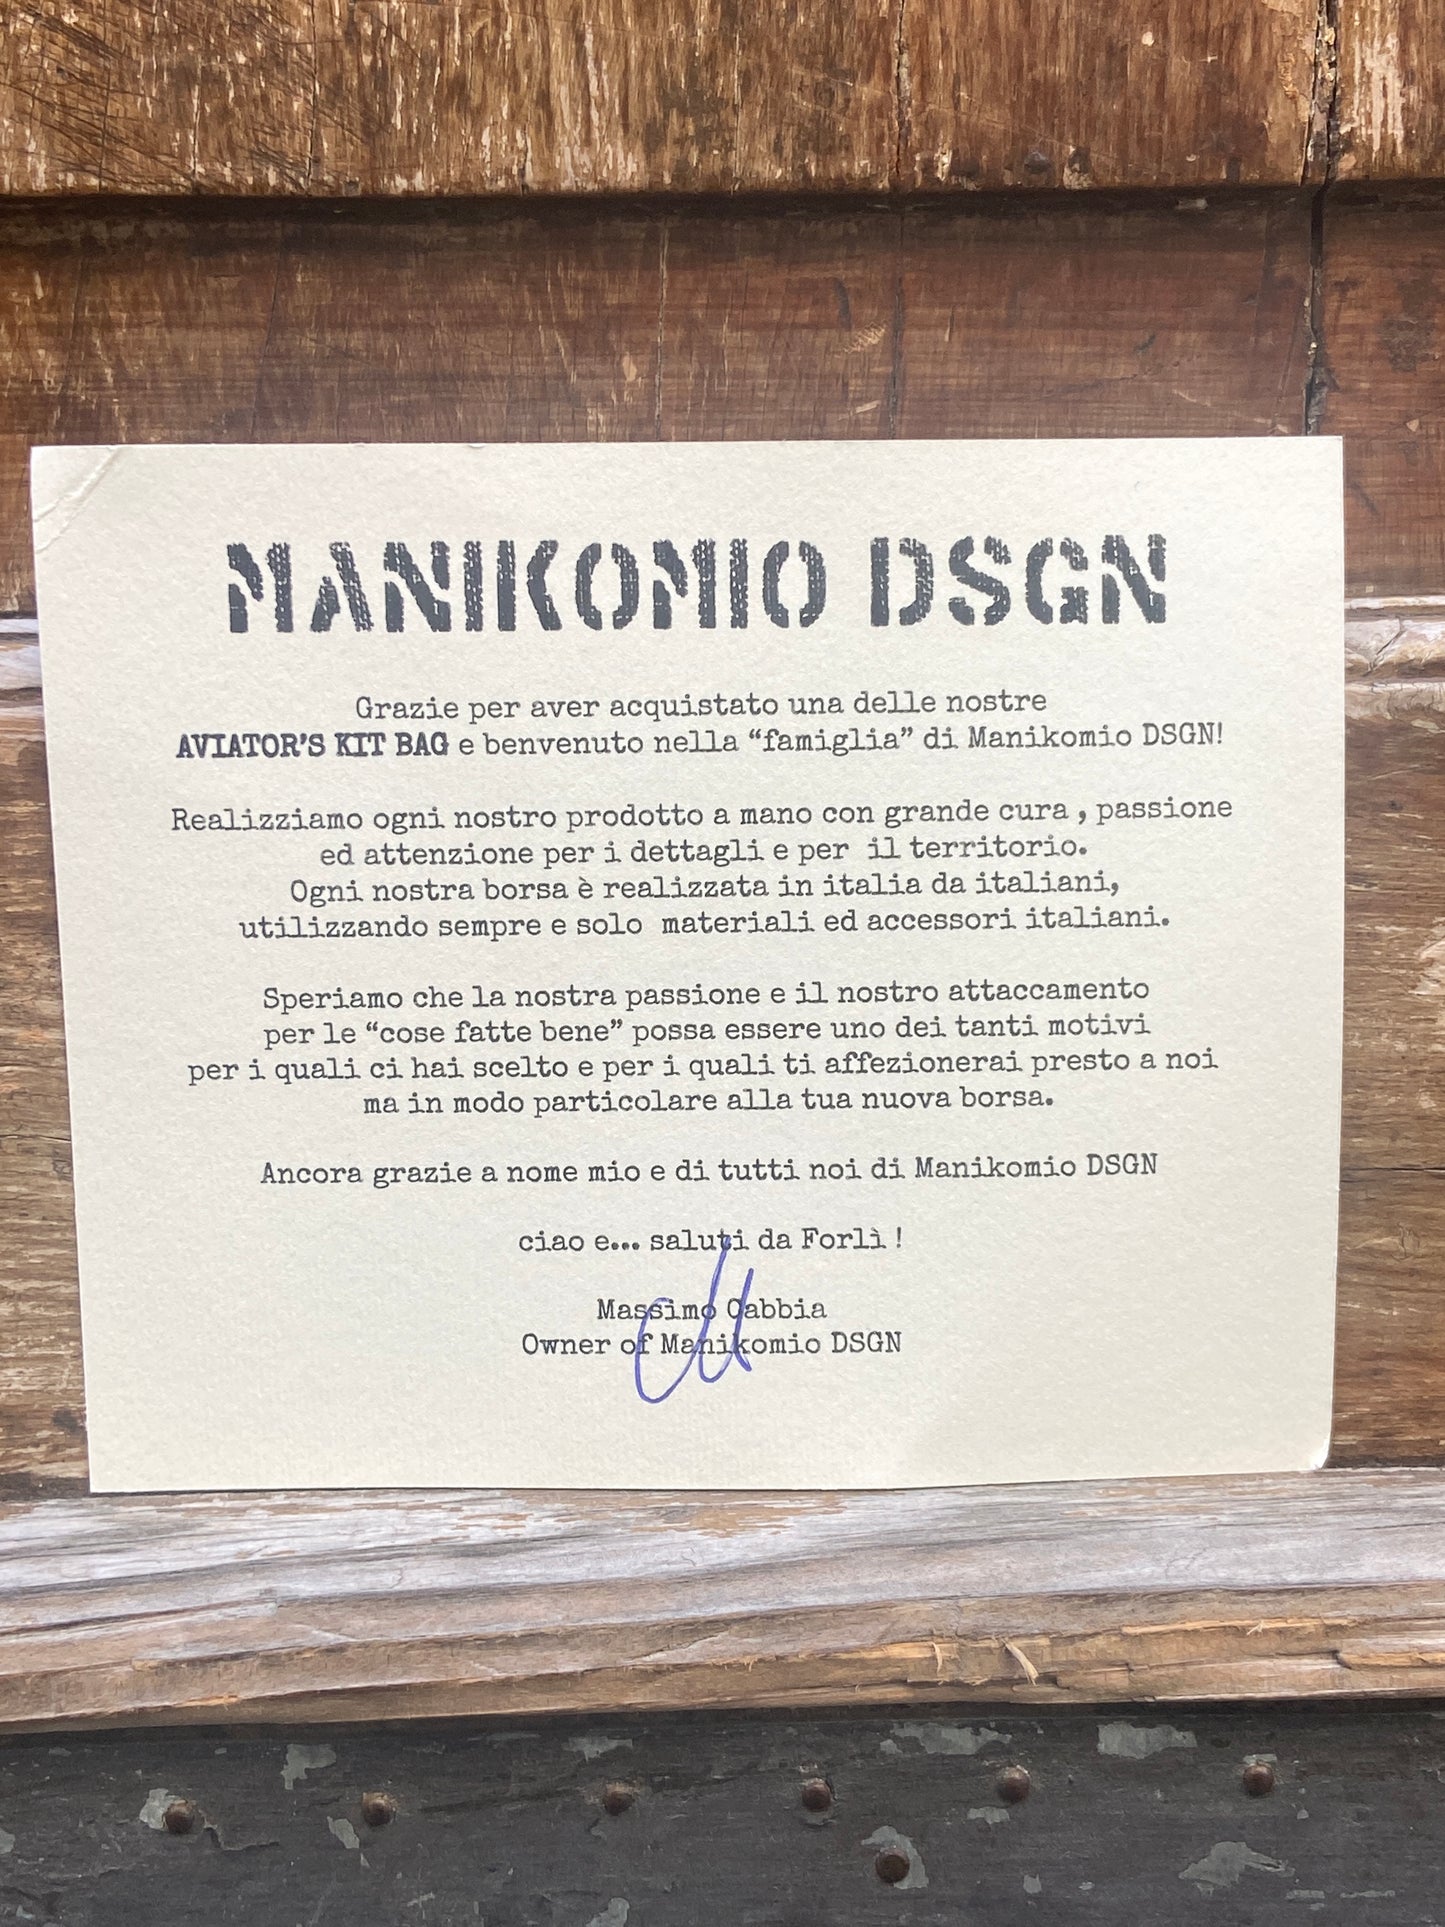 MANIKOMIO DSGN
Grazie per aver acquistato una delle nostre
AVIATOR'S KIT BAG e benvenuto nella “famiglia” di Manikomio DSGN!
Realizziamo ogni nostro prodotto a mano con grande cura , passione
ed attenzione per i dettagli e per il territorio.
Ogni nostra borsa è realizzata in italia da italiani,
utilizzando sempre e solo materiali ed accessori italiani.
Speriamo che la nostra passione e il nostro attaccamento
per le “cose fatte bene” possa essere uno dei tanti motivi
per i quali ci hai scelto e per i quali ti affezionerai presto a noi
ma in modo particolare alla tua nuova borsa.
Ancora grazie a nome mio e di tutti noi di Manikomio DSGN
ciao e... saluti da Forlì !
Massimo Cabbia
Owner of Manikomio DSGN